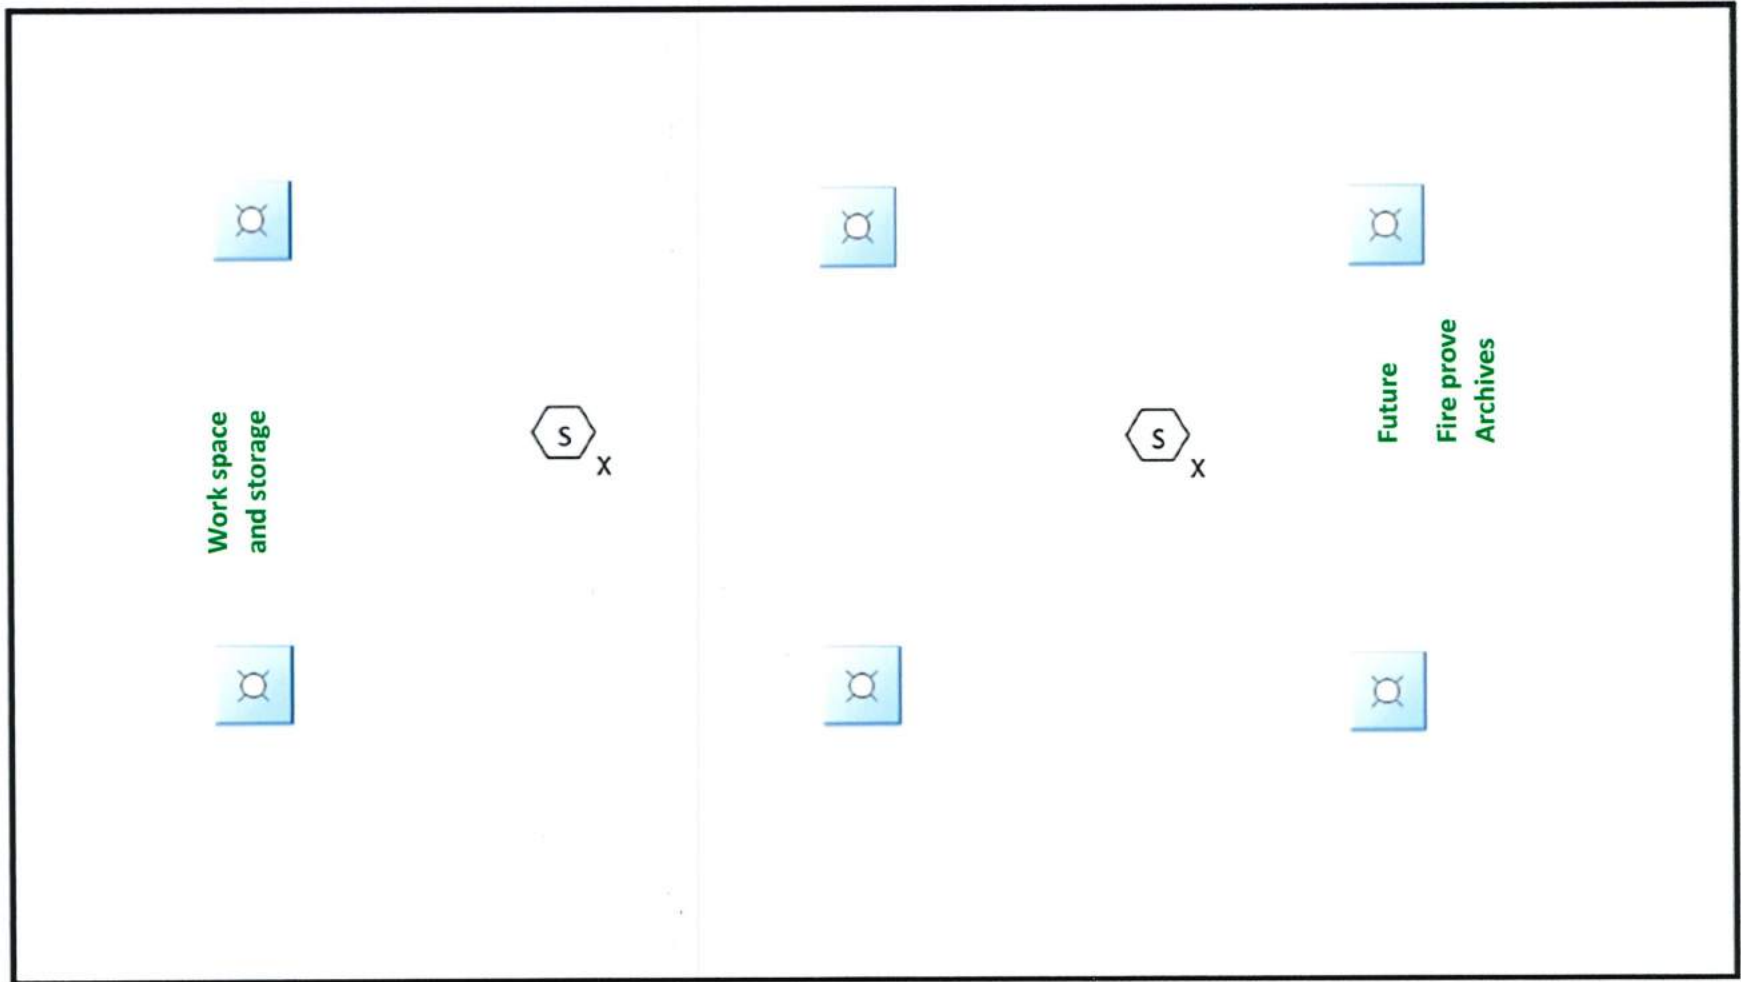 Work space
and storage
S
X
S
X
Future
Fire prove
Archives